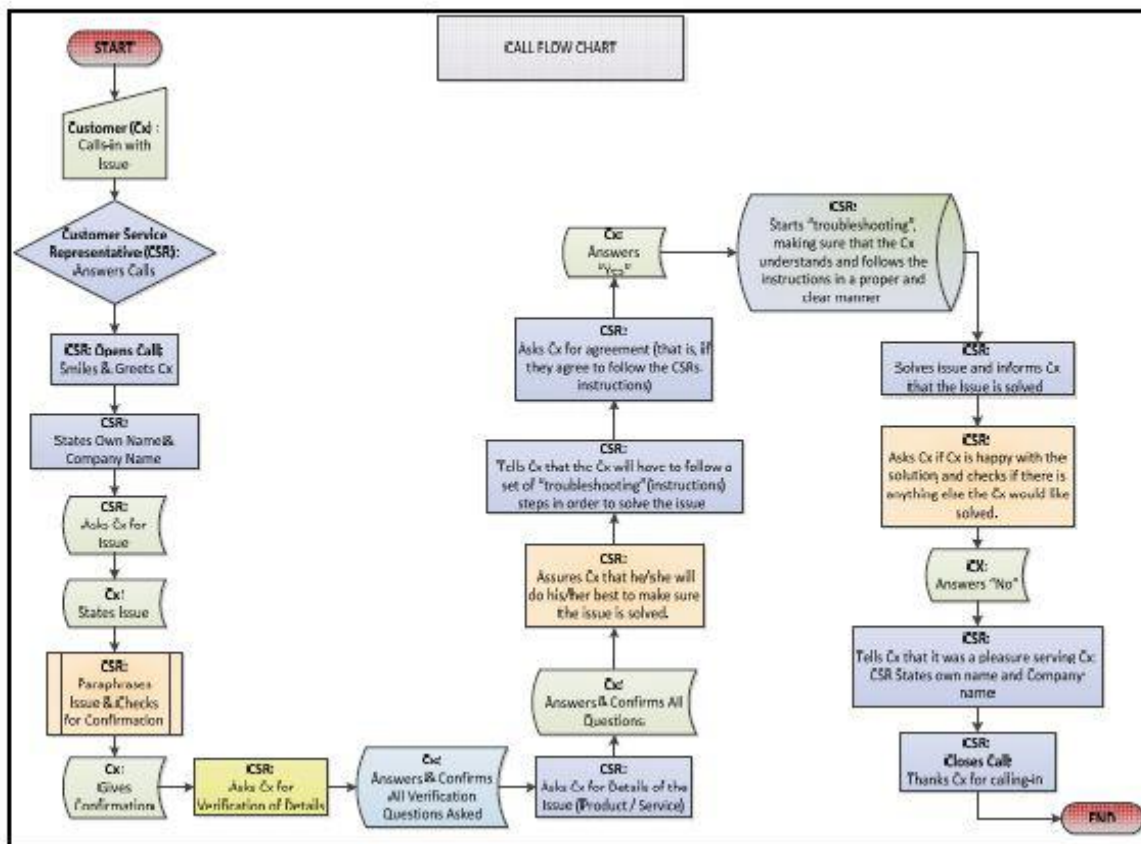 CALL FLOW CHART
START
Customer (Cx) :
Calls-in with
Issue
Customer Service
Representative (CSR):
Answers Calls
CSR: Opens Call;
Smiles & Greets Cx
CSR:
States Own Name &
Company Name
CSR:
Asks Cx for
Issue
Cx:
States Issue
CSR:
Paraphrases
Issue & Checks
for Confirmation
Cx:
Gives
Confirmation
CSR:
Asks Cx for
Verification of Details
Cx:
Answers & Confirms
All Verification
Questions Asked
CSR:
Asks Cx for Details of the
Issue (Product / Service)
Cx:
Answers & Confirms All
Questions
CSR:
Assures Cx that he/she will
do his/her best to make sure
the issue is solved.
CSR:
Tells Cx that the Cx will have to follow a
set of "troubleshooting" (instructions)
steps in order to solve the issue
CSR:
Asks Cx for agreement (that is, if
they agree to follow the CSRs
instructions)
Cx:
Answers
"Yes"
CSR:
Starts "troubleshooting",
making sure that the Cx
understands and follows the
instructions in a proper and
clear manner
CSR:
Solves issue and informs Cx
that the Issue is solved
CSR:
Asks Cx if Cx is happy with the
solution and checks if there is
anything else the Cx would like
solved.
CX:
Answers "No"
CSR:
Tells Cx that it was a pleasure serving Cx;
CSR States own name and Company
name
CSR:
Closes Call;
Thanks Cx for calling-in
END